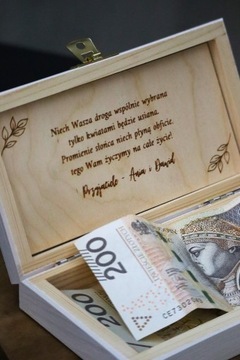 Niech Wasza droga wspólnie wybrana
tylko kwiatami będzie usłana.
Promienie słońca niech płyną obficie,
tego Wam życzymy na całe życie!
Przyjaciele - Ania i Dawid
200
200